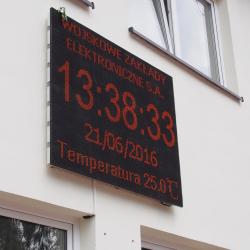 WOJSKOWE ZAKŁADY
ELEKTRONICZNE S.A.
13:38:33
21/06/2016
Temperatura 25.0°C